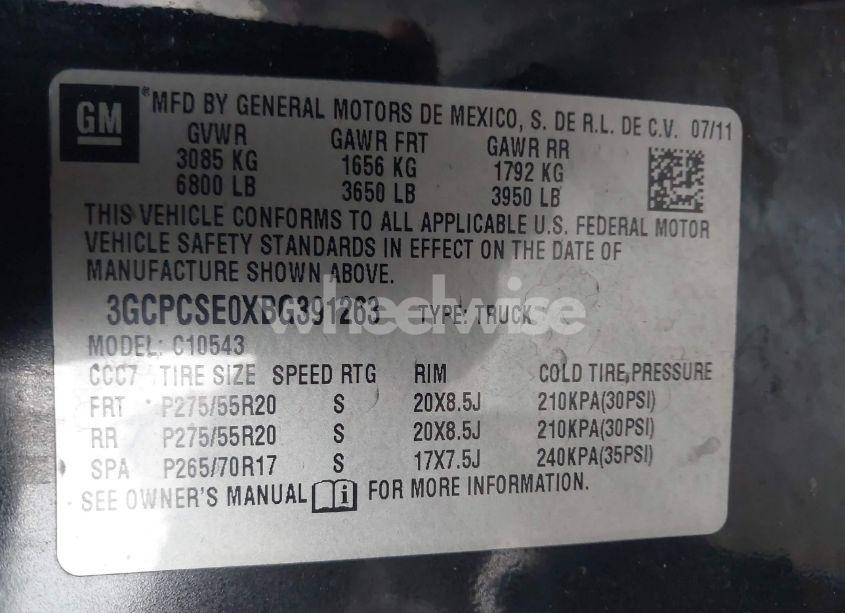 GM
MFD BY GENERAL MOTORS DE MEXICO, S. DE R.L. DE C.V. 07/11
GVWR GAWR FRT GAWR RR
3085 KG 1656 KG 1792 KG
6800 LB 3650 LB 3950 LB
THIS VEHICLE CONFORMS TO ALL APPLICABLE U.S. FEDERAL MOTOR
VEHICLE SAFETY STANDARDS IN EFFECT ON THE DATE OF
MANUFACTURE SHOWN ABOVE.
3GCPCSE0XBG391263 TYPE: TRUCK
wheelwise
MODEL: C10543
CCC7 TIRE SIZE SPEED RTG RIM COLD TIRE PRESSURE
FRT P275/55R20 S 20X8.5J 210KPA(30PSI)
RR P275/55R20 S 20X8.5J 210KPA(30PSI)
SPA P265/70R17 S 17X7.5J 240KPA(35PSI)
SEE OWNER'S MANUAL i FOR MORE INFORMATION.